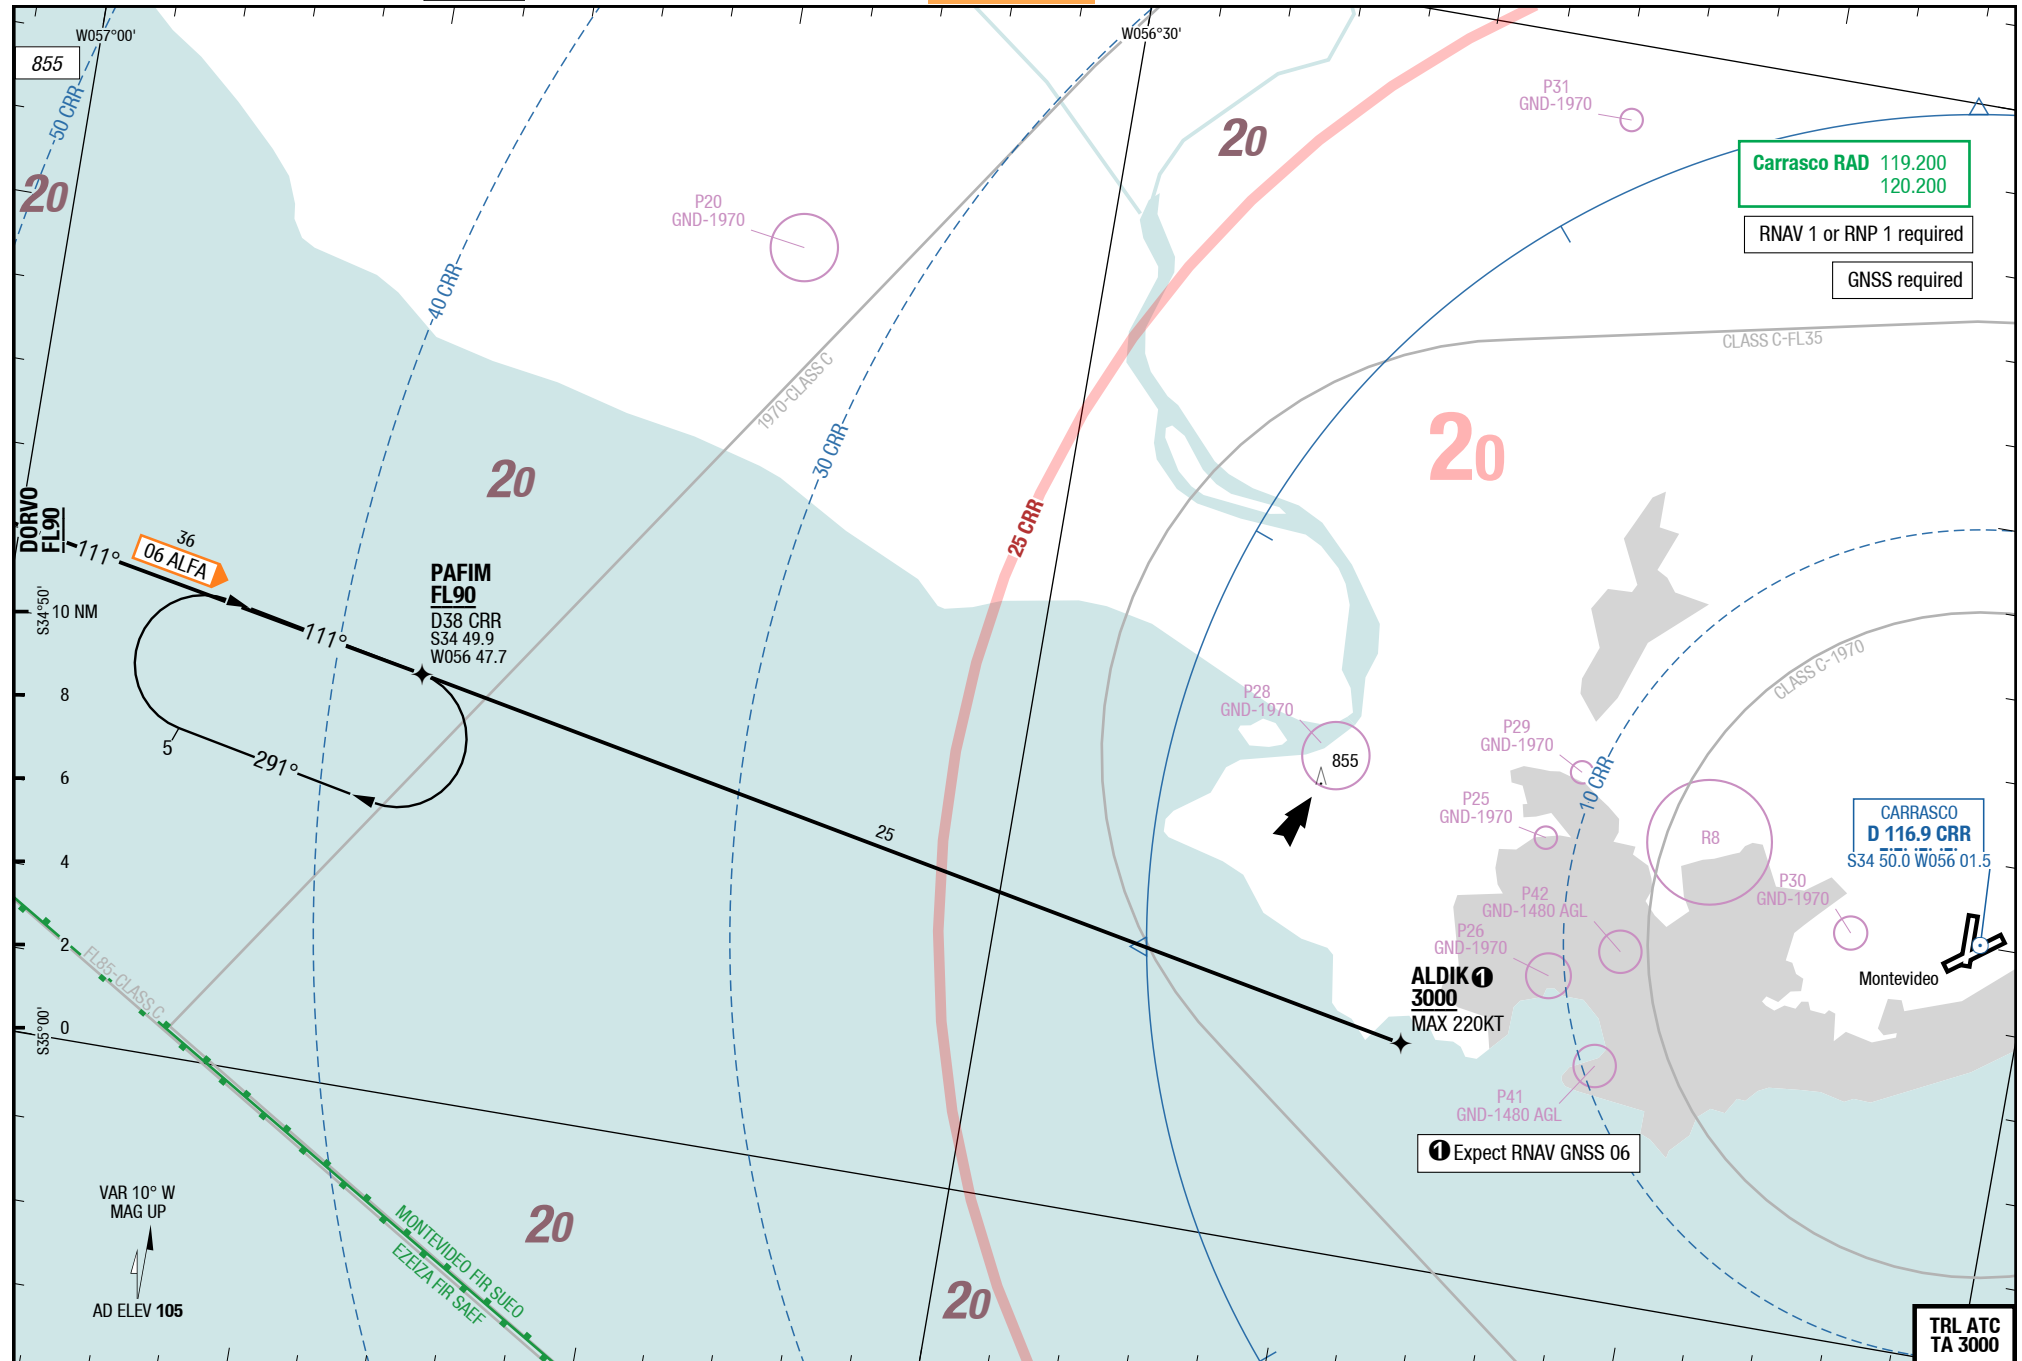 W057°00'
W056°30'
855
50 CRR
P31
GND-1970
20
20
Carrasco RAD 119.200
120.200
P20
GND-1970
RNAV 1 or RNP 1 required
GNSS required
40 CRR
CLASS C-FL35
1970-CLASS C
30 CRR
20
20
25 CRR
DORVO
FL90
111°
36
06 ALFA
PAFIM
FL90
D38 CRR
S34 49.9
W056 47.7
S34°50'
10 NM
111°
8
6
4
2
0
5
291°
CLASS C-1970
P28
GND-1970
855
P29
GND-1970
10 CRR
P25
GND-1970
R8
CARRASCO
D 116.9 CRR
S34 50.0 W056 01.5
25
P42
GND-1480 AGL
P30
GND-1970
P26
GND-1970
FL85-CLASS C
ALDIK 1
3000
MAX 220KT
Montevideo
S35°00'
P41
GND-1480 AGL
1 Expect RNAV GNSS 06
VAR 10° W
MAG UP
AD ELEV 105
MONTEVIDEO FIR SUEO
EZEIZA FIR SAEF
20
20
TRL ATC
TA 3000